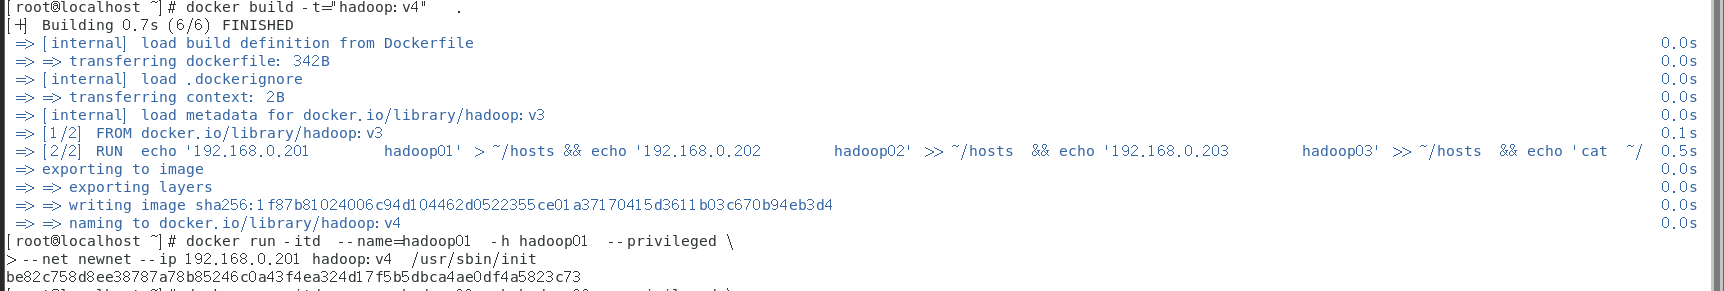 [root@localhost ~]# docker build -t="hadoop:v4" .
[+] Building 0.7s (6/6) FINISHED
=> [internal] load build definition from Dockerfile 0.0s
=> => transferring dockerfile: 342B 0.0s
=> [internal] load .dockerignore 0.0s
=> => transferring context: 2B 0.0s
=> [internal] load metadata for docker.io/library/hadoop:v3 0.0s
=> [1/2] FROM docker.io/library/hadoop:v3 0.1s
=> [2/2] RUN echo '192.168.0.201 hadoop01' > ~/hosts && echo '192.168.0.202 hadoop02' >> ~/hosts && echo '192.168.0.203 hadoop03' >> ~/hosts && echo 'cat ~/ 0.5s
=> exporting to image 0.0s
=> => exporting layers 0.0s
=> => writing image sha256:1f87b81024006c94d104462d0522355ce01a37170415d3611b03c670b94eb3d4 0.0s
=> => naming to docker.io/library/hadoop:v4 0.0s
[root@localhost ~]# docker run -itd --name=hadoop01 -h hadoop01 --privileged \
> --net newnet --ip 192.168.0.201 hadoop:v4 /usr/sbin/init
be82c758d8ee38787a78b85246c0a43f4ea324d17f5b5dbca4ae0df4a5823c73